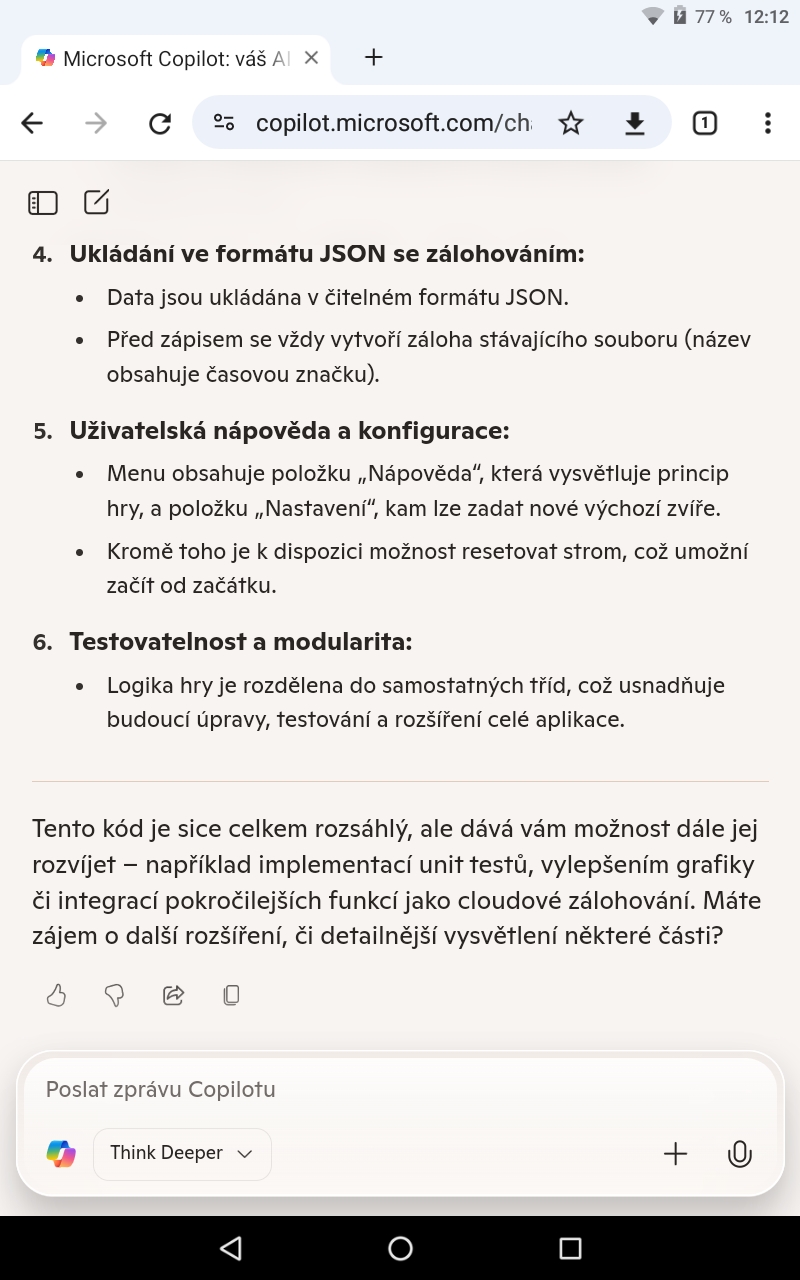 77 % 12:12
Microsoft Copilot: váš AI
copilot.microsoft.com/ch
1
4. Ukládání ve formátu JSON se zálohováním:
• Data jsou ukládána v čitelném formátu JSON.
• Před zápisem se vždy vytvoří záloha stávajícího souboru (název
obsahuje časovou značku).
5. Uživatelská nápověda a konfigurace:
• Menu obsahuje položku „Nápověda“, která vysvětluje princip
hry, a položku „Nastavení“, kam lze zadat nové výchozí zvíře.
• Kromě toho je k dispozici možnost resetovat strom, což umožní
začít od začátku.
6. Testovatelnost a modularita:
• Logika hry je rozdělena do samostatných tříd, což usnadňuje
budoucí úpravy, testování a rozšíření celé aplikace.
Tento kód je sice celkem rozsáhlý, ale dává vám možnost dále jej
rozvíjet – například implementací unit testů, vylepšením grafiky
či integrací pokročilejších funkcí jako cloudové zálohování. Máte
zájem o další rozšíření, či detailnější vysvětlení některé části?
Poslat zprávu Copilotu
Think Deeper